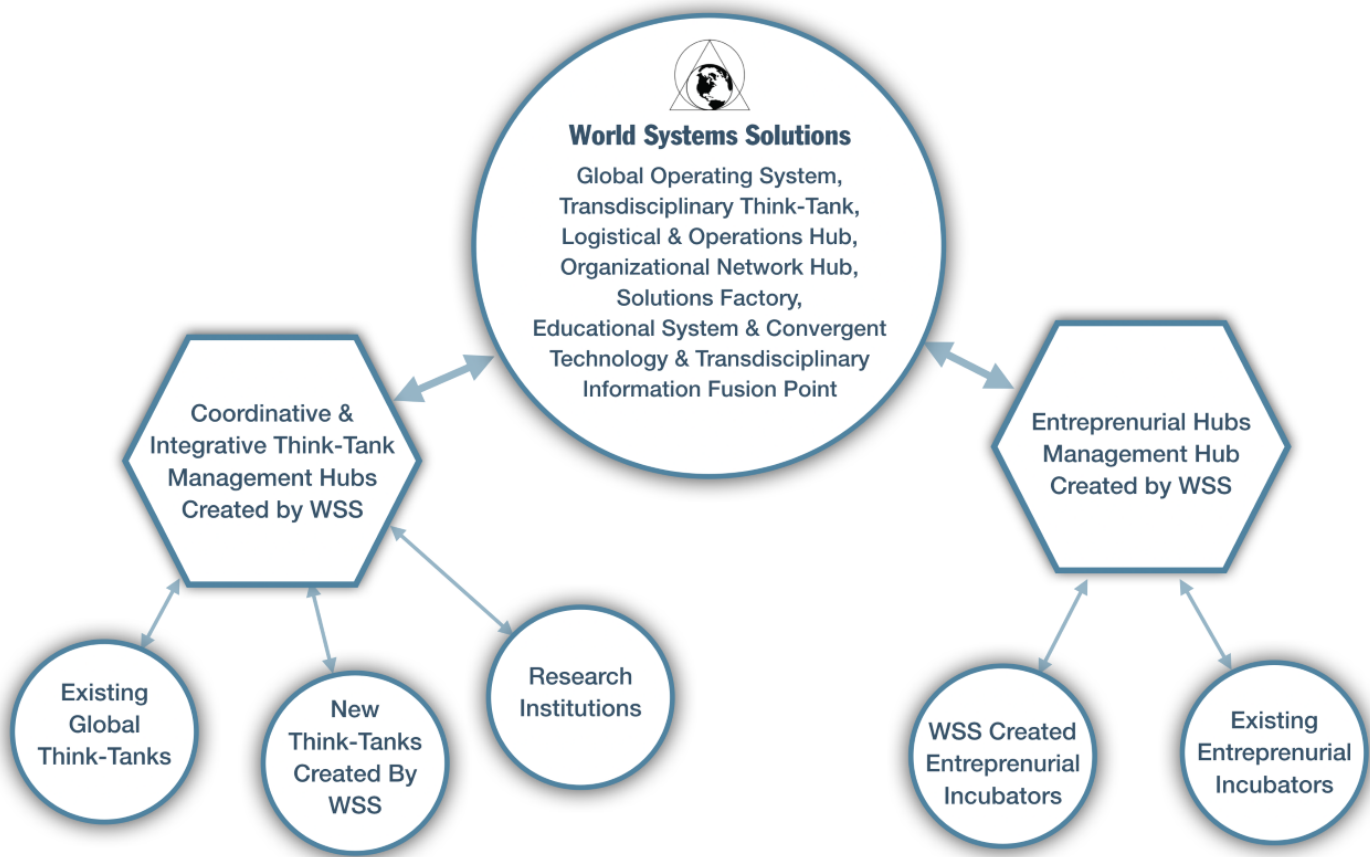 World Systems Solutions
Global Operating System,
Transdisciplinary Think-Tank,
Logistical & Operations Hub,
Organizational Network Hub,
Solutions Factory,
Educational System & Convergent
Technology & Transdisciplinary
Information Fusion Point
Coordinative &
Integrative Think-Tank
Management Hubs
Created by WSS
Entreprenurial Hubs
Management Hub
Created by WSS
Existing
Global
Think-Tanks
New
Think-Tanks
Created By
WSS
Research
Institutions
WSS Created
Entreprenurial
Incubators
Existing
Entreprenurial
Incubators